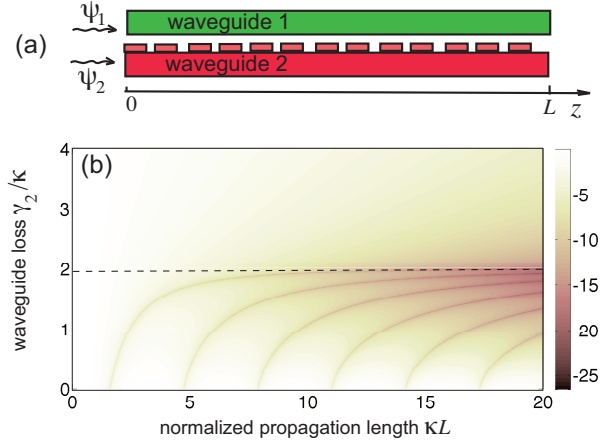 (a)
ψ₁
waveguide 1
waveguide 2
ψ₂
0
L
z
(b)
waveguide loss γ₂/κ
4
3
2
1
0
0
5
10
15
20
normalized propagation length κL
-5
-10
-15
20
-25